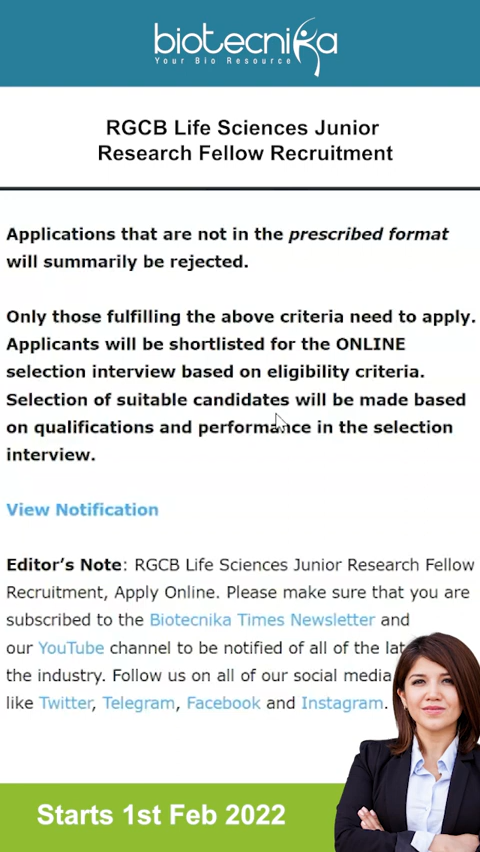 biotecnika
Your Bio Resource
RGCB Life Sciences Junior
Research Fellow Recruitment
Applications that are not in the prescribed format
will summarily be rejected.
Only those fulfilling the above criteria need to apply.
Applicants will be shortlisted for the ONLINE
selection interview based on eligibility criteria.
Selection of suitable candidates will be made based
on qualifications and performance in the selection
interview.
View Notification
Editor's Note: RGCB Life Sciences Junior Research Fellow
Recruitment, Apply Online. Please make sure that you are
subscribed to the Biotecnika Times Newsletter and
our YouTube channel to be notified of all of the
the industry. Follow us on all of our social media
like Twitter, Telegram, Facebook and Instagram.
Starts 1st Feb 2022